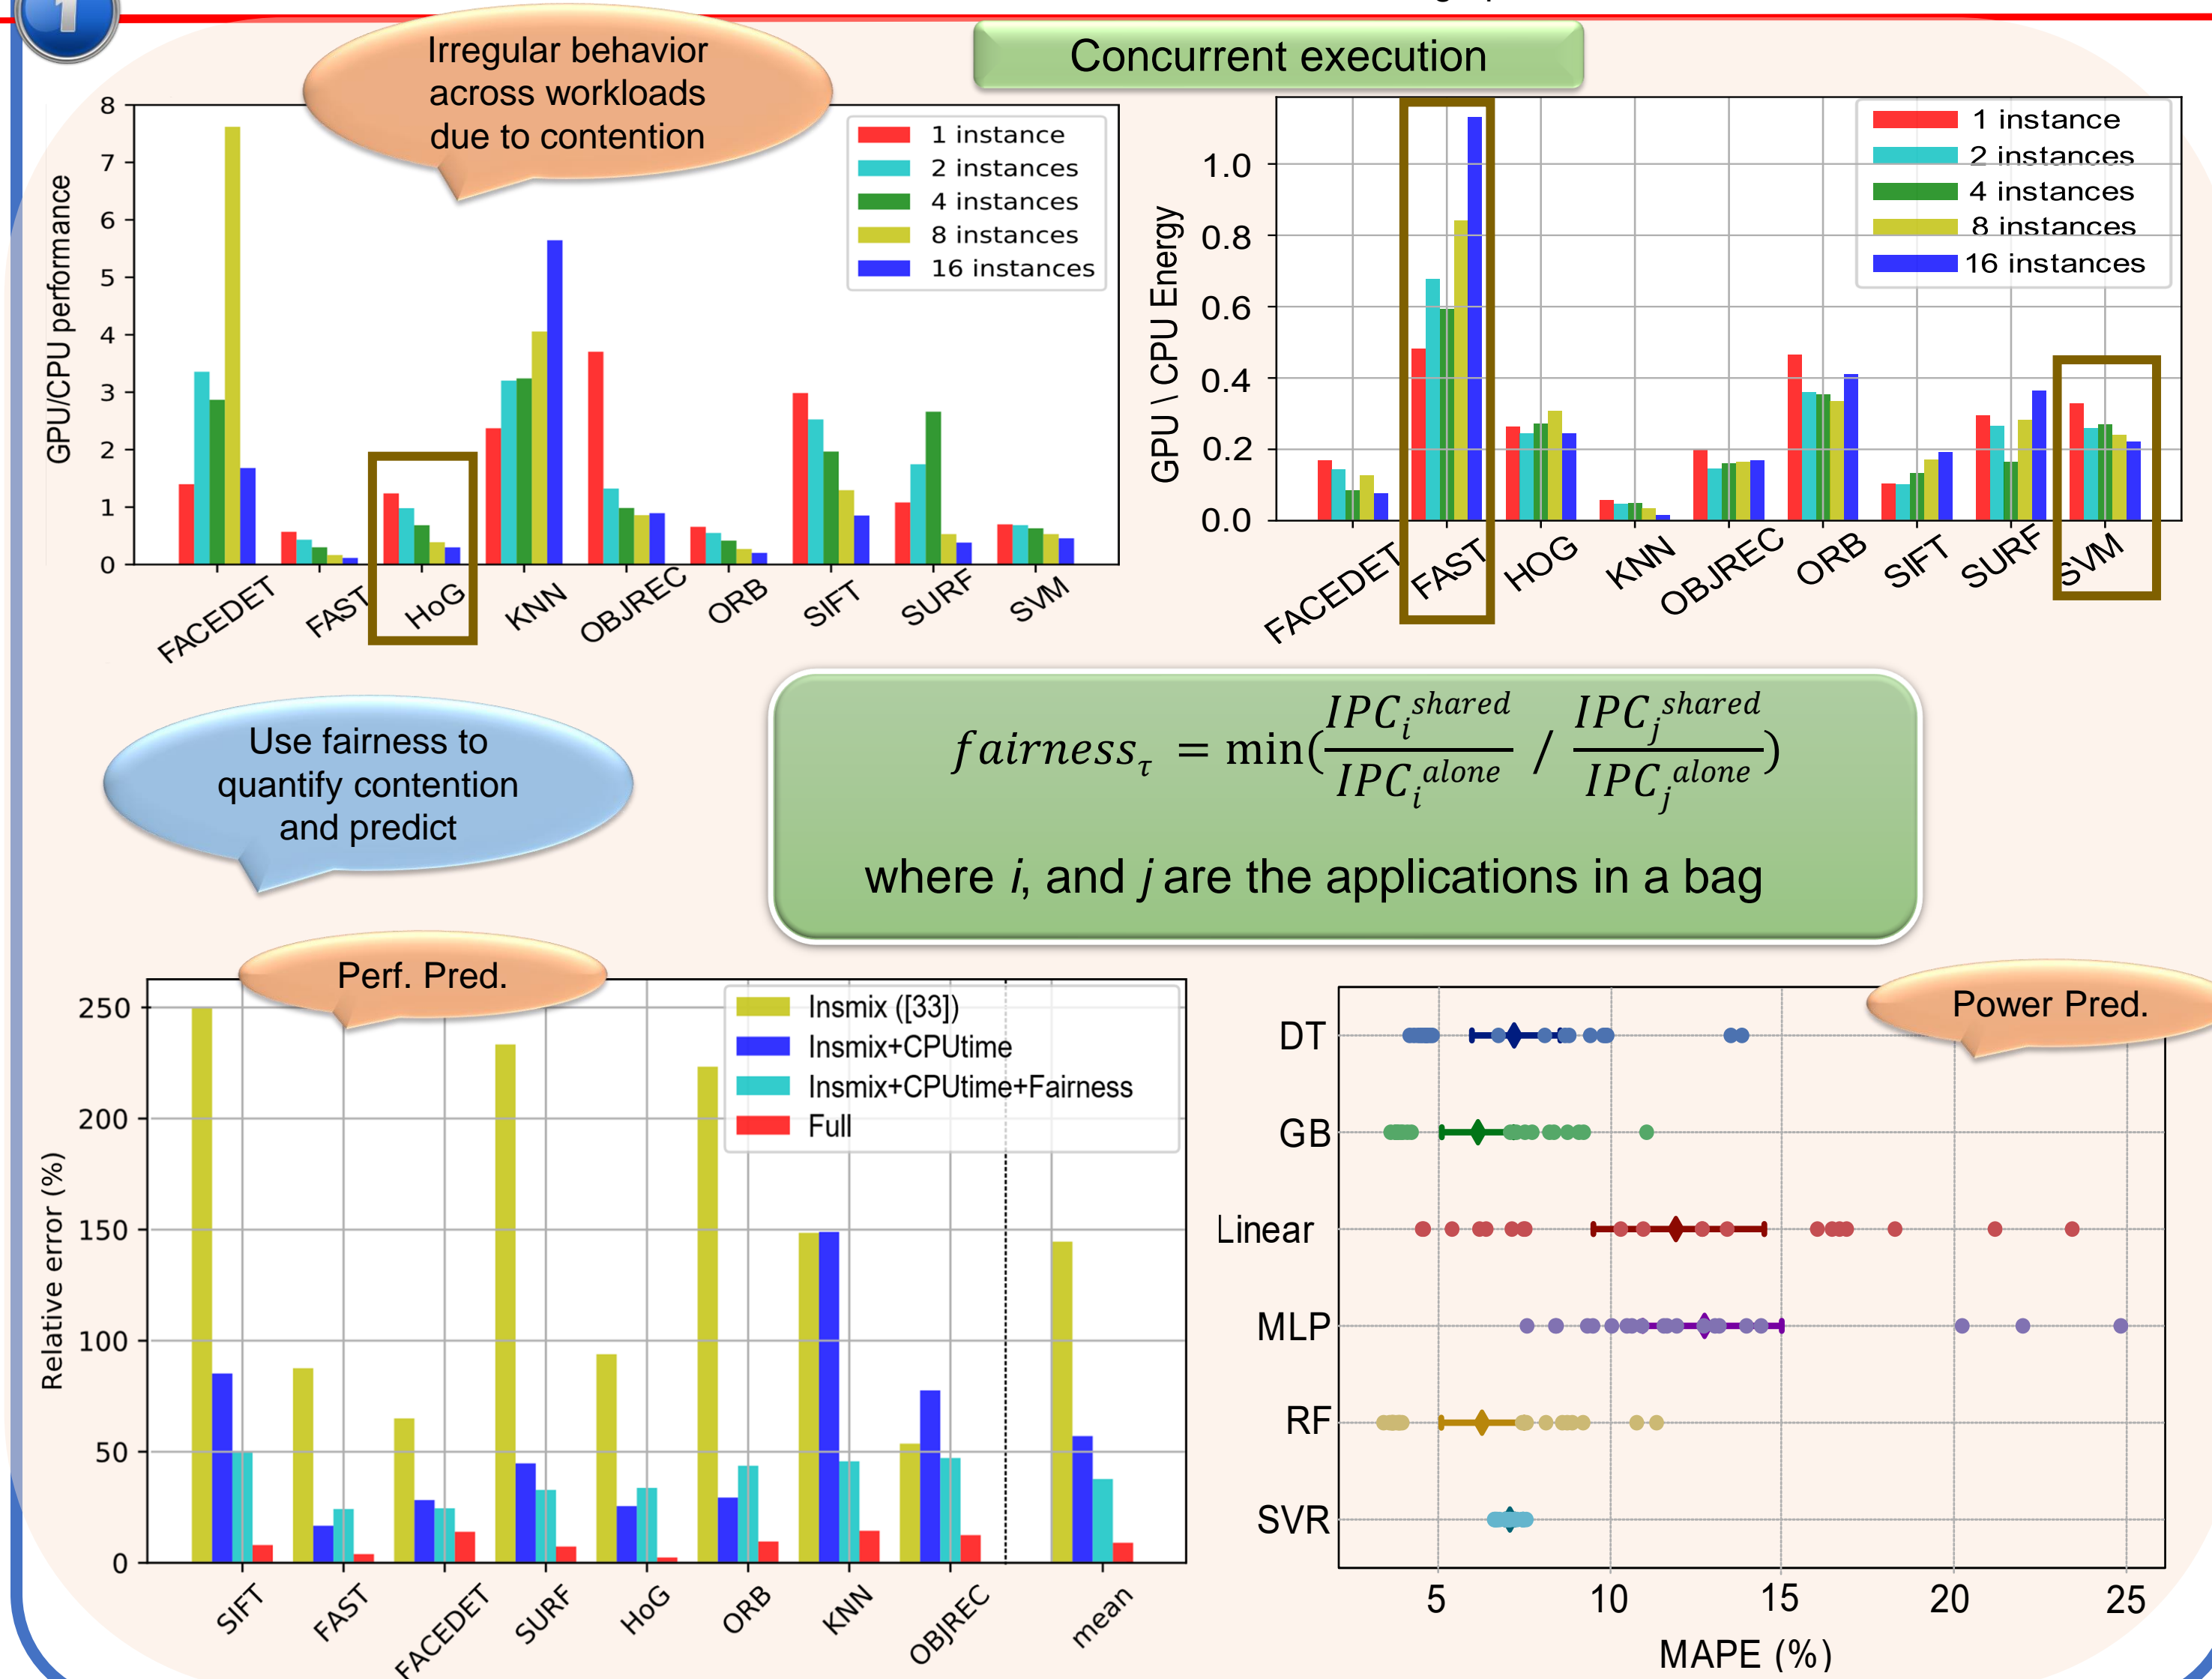 1
Irregular behavior
across workloads
due to contention
Concurrent execution
GPU/CPU performance
8
7
6
5
4
3
2
1
0
1 instance
2 instances
4 instances
8 instances
16 instances
FACEDET FAST HoG KNN OBJREC ORB SIFT SURF SVM
GPU \ CPU Energy
1.0
0.8
0.6
0.4
0.2
0.0
1 instance
2 instances
4 instances
8 instances
16 instances
FACEDET FAST HOG KNN OBJREC ORB SIFT SURF SVM
Use fairness to
quantify contention
and predict
fairness_τ = min(IPC_i^shared / IPC_i^alone / IPC_j^shared / IPC_j^alone)
where i, and j are the applications in a bag
Perf. Pred.
Relative error (%)
250
200
150
100
50
0
Insmix ([33])
Insmix+CPUtime
Insmix+CPUtime+Fairness
Full
SIFT FAST FACEDET SURF HoG ORB KNN OBJREC mean
Power Pred.
DT
GB
Linear
MLP
RF
SVR
5 10 15 20 25
MAPE (%)